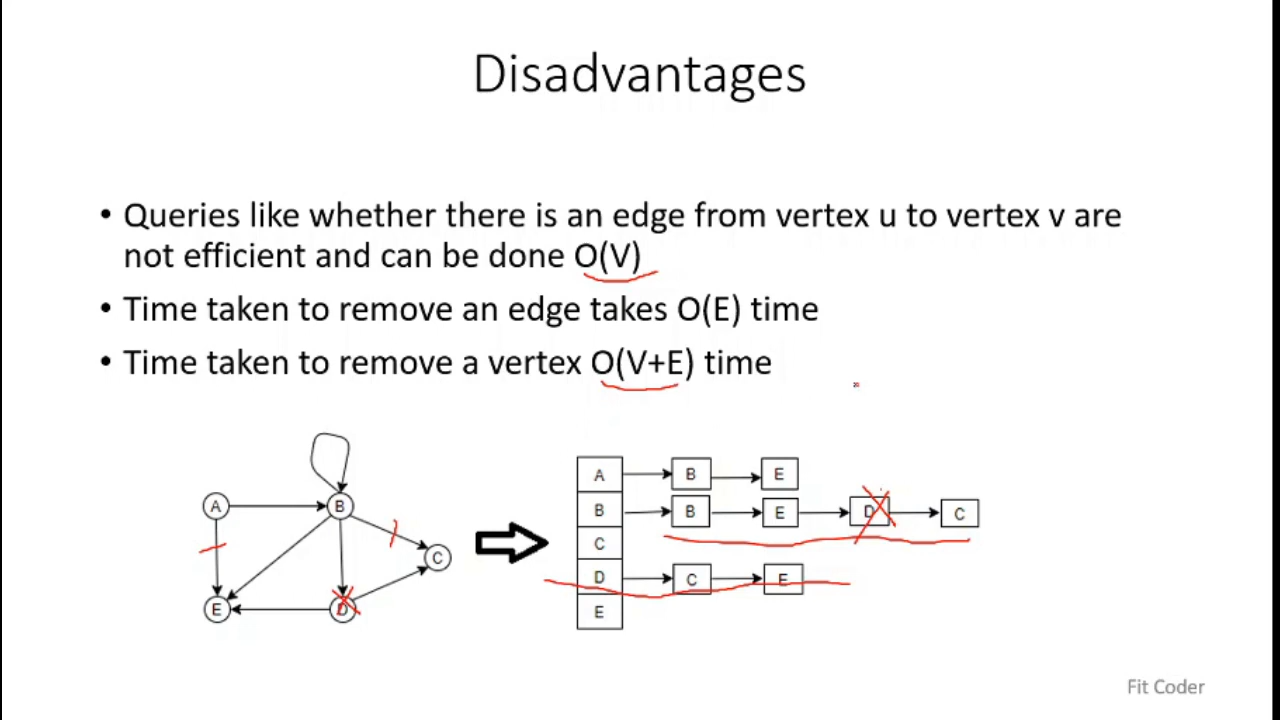 Disadvantages
• Queries like whether there is an edge from vertex u to vertex v are
not efficient and can be done O(V)
• Time taken to remove an edge takes O(E) time
• Time taken to remove a vertex O(V+E) time
A B
C
E D
A B E
B B E D C
C
D C E
E
Fit Coder